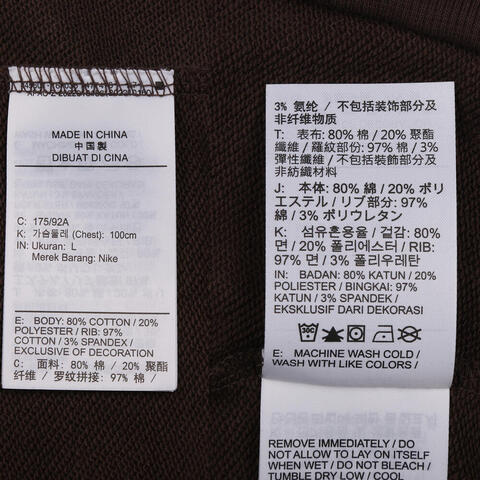 MADE IN CHINA
中国製
DIBUAT DI CINA
C: 175/92A
K: 가슴둘레 (Chest): 100cm
IN: Ukuran: L
Merek Barang: Nike
E: BODY: 80% COTTON / 20%
POLYESTER / RIB: 97%
COTTON / 3% SPANDEX /
EXCLUSIVE OF DECORATION
C: 面料: 80% 棉 / 20% 聚酯
纤维 / 罗纹拼接: 97% 棉 /
3% 氨纶 / 不包括装饰部分及
非纤维物质
T: 表布: 80% 棉 / 20% 聚酯
纖維 / 羅紋部份: 97% 棉 / 3%
彈性纖維 / 不包括裝飾部份及
非紡織材料
J: 本体: 80% 綿 / 20% ポリ
エステル / リブ部分: 97%
綿 / 3% ポリウレタン
K: 섬유혼용율 / 겉감: 80%
면 / 20% 폴리에스터 / RIB:
97% 면 / 3% 폴리우레탄
IN: BADAN: 80% KATUN / 20%
POLIESTER / BINGKAI: 97%
KATUN / 3% SPANDEK /
EKSKLUSIF DARI DEKORASI
E: MACHINE WASH COLD /
WASH WITH LIKE COLORS /
REMOVE IMMEDIATELY / DO
NOT ALLOW TO LAY ON ITSELF
WHEN WET / DO NOT BLEACH /
TUMBLE DRY LOW / COOL